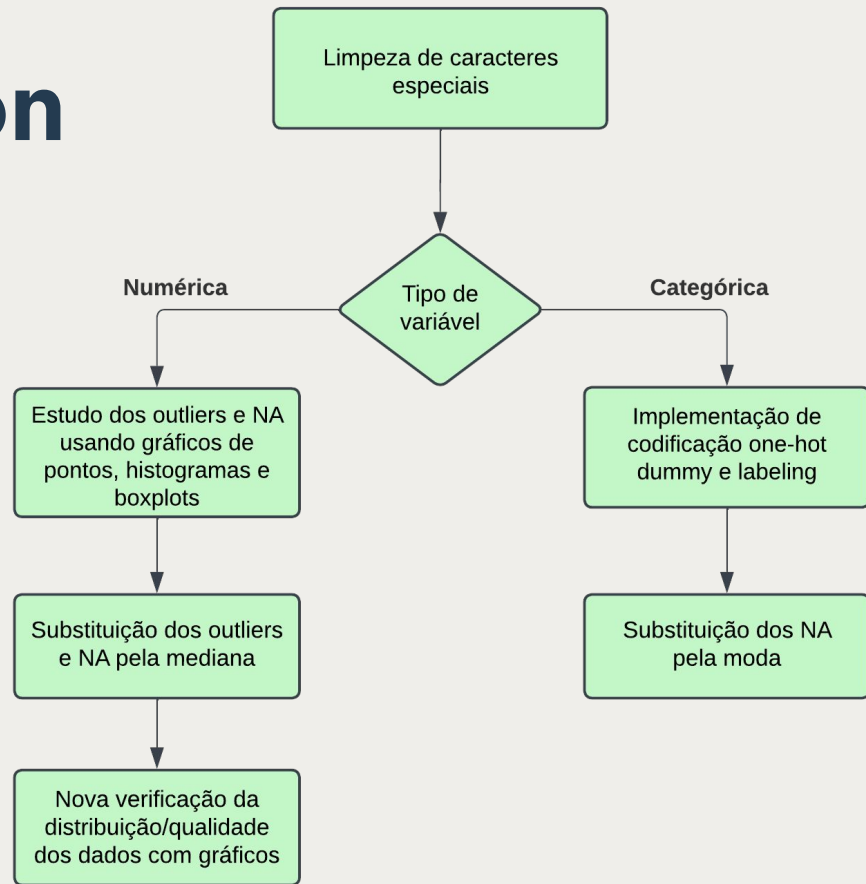 on
Limpeza de caracteres
especiais
Tipo de
variável
Numérica
Categórica
Estudo dos outliers e NA
usando gráficos de
pontos, histogramas e
boxplots
Substituição dos outliers
e NA pela mediana
Nova verificação da
distribuição/qualidade
dos dados com gráficos
Implementação de
codificação one-hot
dummy e labeling
Substituição dos NA
pela moda